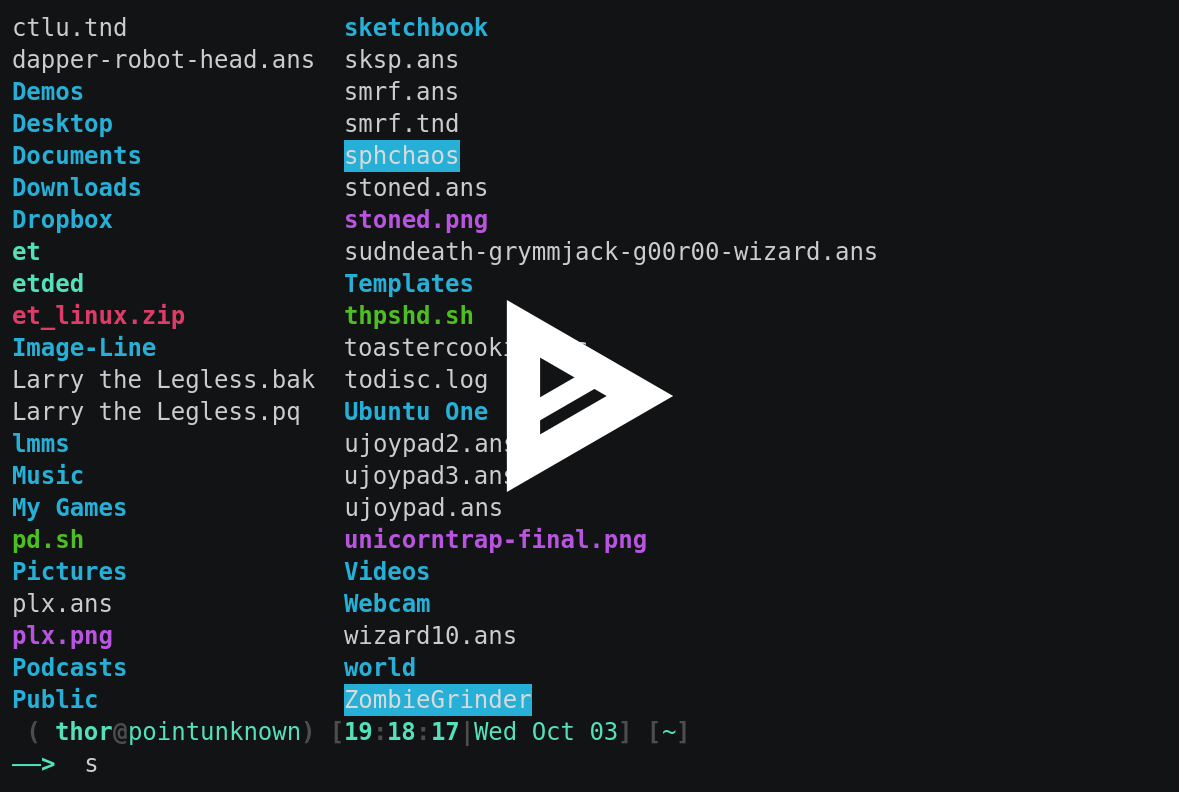 ctlu.tnd sketchbook
dapper-robot-head.ans sksp.ans
Demos smrf.ans
Desktop smrf.tnd
Documents sphchaos
Downloads stoned.ans
Dropbox stoned.png
et sudndeath-grymmjack-g00r00-wizard.ans
etded Templates
et_linux.zip thpshd.sh
Image-Line
Larry the Legless.bak todisc.log
Larry the Legless.pq Ubuntu One
lmms ujoypad2.ans
Music ujoypad3.ans
My Games ujoypad.ans
pd.sh unicorntrap-final.png
Pictures Videos
plx.ans Webcam
plx.png wizard10.ans
Podcasts world
Public ZombieGrinder
( thor@pointunknown) [19:18:17|Wed Oct 03] [~]
——> s